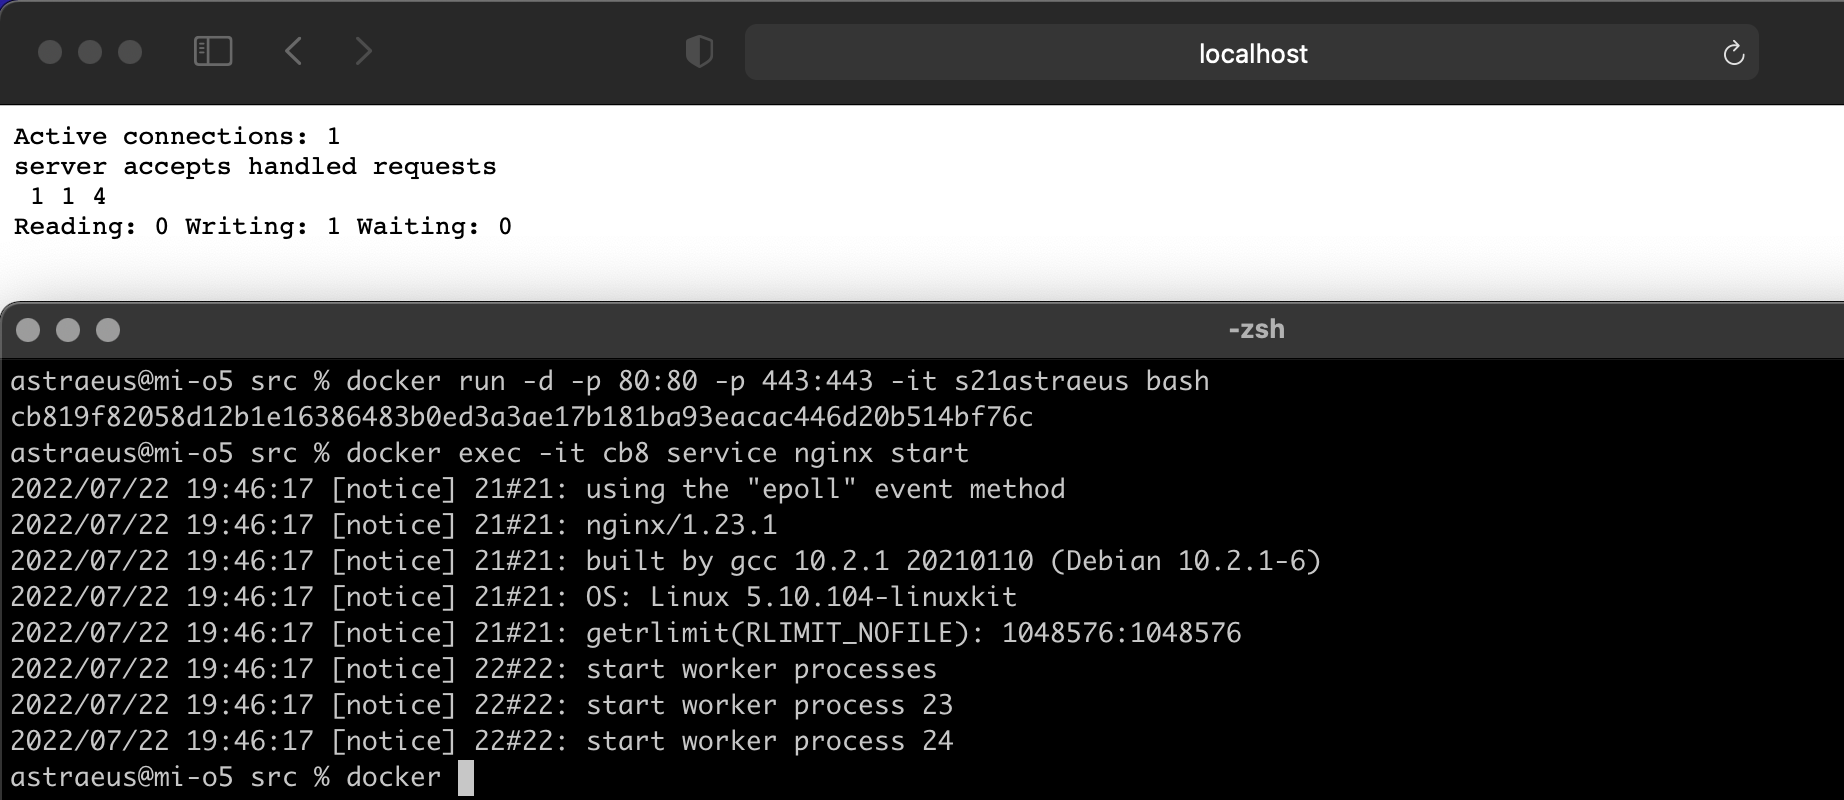 localhost
Active connections: 1
server accepts handled requests
 1 1 4
Reading: 0 Writing: 1 Waiting: 0
-zsh
astraeus@mi-o5 src % docker run -d -p 80:80 -p 443:443 -it s21astraeus bash
cb819f82058d12b1e16386483b0ed3a3ae17b181ba93eacac446d20b514bf76c
astraeus@mi-o5 src % docker exec -it cb8 service nginx start
2022/07/22 19:46:17 [notice] 21#21: using the "epoll" event method
2022/07/22 19:46:17 [notice] 21#21: nginx/1.23.1
2022/07/22 19:46:17 [notice] 21#21: built by gcc 10.2.1 20210110 (Debian 10.2.1-6)
2022/07/22 19:46:17 [notice] 21#21: OS: Linux 5.10.104-linuxkit
2022/07/22 19:46:17 [notice] 21#21: getrlimit(RLIMIT_NOFILE): 1048576:1048576
2022/07/22 19:46:17 [notice] 22#22: start worker processes
2022/07/22 19:46:17 [notice] 22#22: start worker process 23
2022/07/22 19:46:17 [notice] 22#22: start worker process 24
astraeus@mi-o5 src % docker